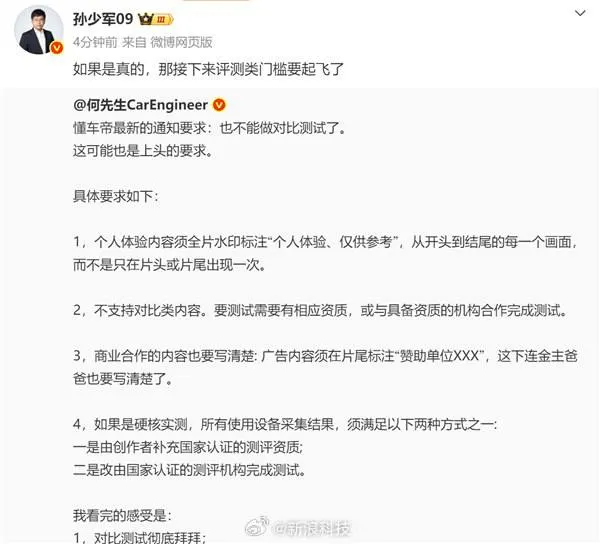 孙少军09
4分钟前 来自 微博网页版
如果是真的，那接下来评测类门槛要起飞了
@何先生CarEngineer
懂车帝最新的通知要求：也不能做对比测试了。
这可能也是上头的要求。
具体要求如下：
1，个人体验内容须全片水印标注“个人体验、仅供参考”，从开头到结尾的每一个画面，
而不是只在片头或片尾出现一次。
2，不支持对比类内容。要测试需要有相应资质，或与具备资质的机构合作完成测试。
3，商业合作的内容也要写清楚: 广告内容须在片尾标注“赞助单位XXX”，这下连金主爸
爸也要写清楚了。
4，如果是硬核实测，所有使用设备采集结果，须满足以下两种方式之一:
一是由创作者补充国家认证的测评资质;
二是改由国家认证的测评机构完成测试。
我看完的感受是：
1，对比测试彻底拜拜；
@新浪科技